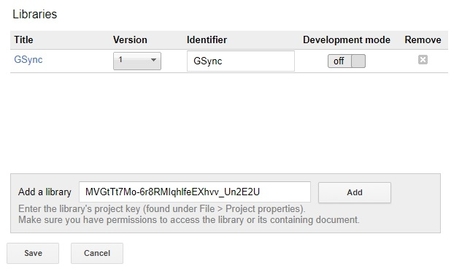 Libraries
Title Version Identifier Development mode Remove
GSync 1 GSync off
Add a library MVGtTt7Mo-6r8RMIqhlfeEXhvv_Un2E2U Add
Enter the library's project key (found under File > Project properties).
Make sure you have permissions to access the library or its containing document.
Save Cancel